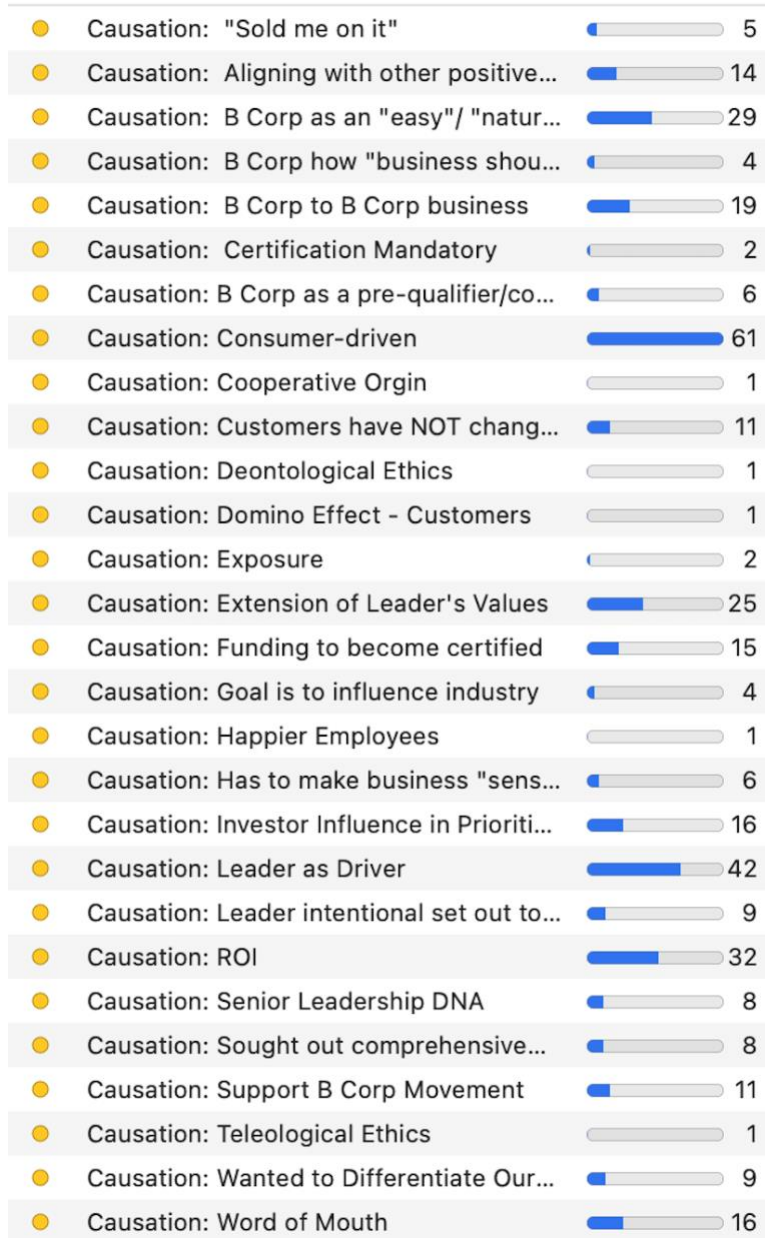 Causation:  "Sold me on it" 5
Causation:  Aligning with other positive... 14
Causation:  B Corp as an "easy"/ "natur... 29
Causation:  B Corp how "business shou... 4
Causation:  B Corp to B Corp business 19
Causation:  Certification Mandatory 2
Causation: B Corp as a pre-qualifier/co... 6
Causation: Consumer-driven 61
Causation: Cooperative Orgin 1
Causation: Customers have NOT chang... 11
Causation: Deontological Ethics 1
Causation: Domino Effect - Customers 1
Causation: Exposure 2
Causation: Extension of Leader's Values 25
Causation: Funding to become certified 15
Causation: Goal is to influence industry 4
Causation: Happier Employees 1
Causation: Has to make business "sens... 6
Causation: Investor Influence in Prioriti... 16
Causation: Leader as Driver 42
Causation: Leader intentional set out to... 9
Causation: ROI 32
Causation: Senior Leadership DNA 8
Causation: Sought out comprehensive... 8
Causation: Support B Corp Movement 11
Causation: Teleological Ethics 1
Causation: Wanted to Differentiate Our... 9
Causation: Word of Mouth 16